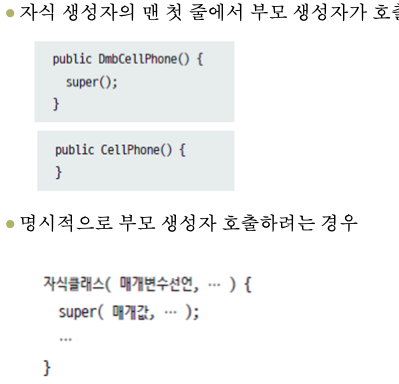 자식 생성자의 맨 첫 줄에서 부모 생성자가 호출
public DmbCellPhone() {
super();
}
public CellPhone() {
}
명시적으로 부모 생성자 호출하려는 경우
자식클래스( 매개변수선언, … ) {
super( 매개값, … );
…
}